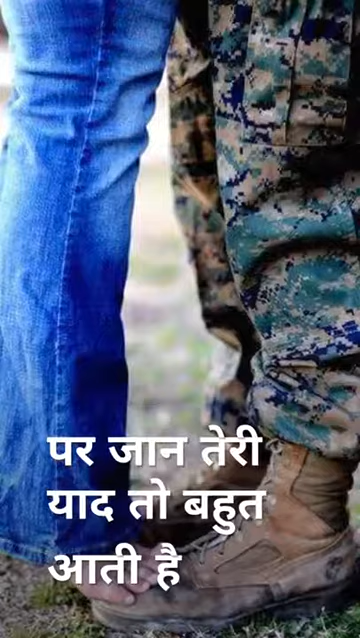 पर जान तेरी
याद तो बहुत
आती है